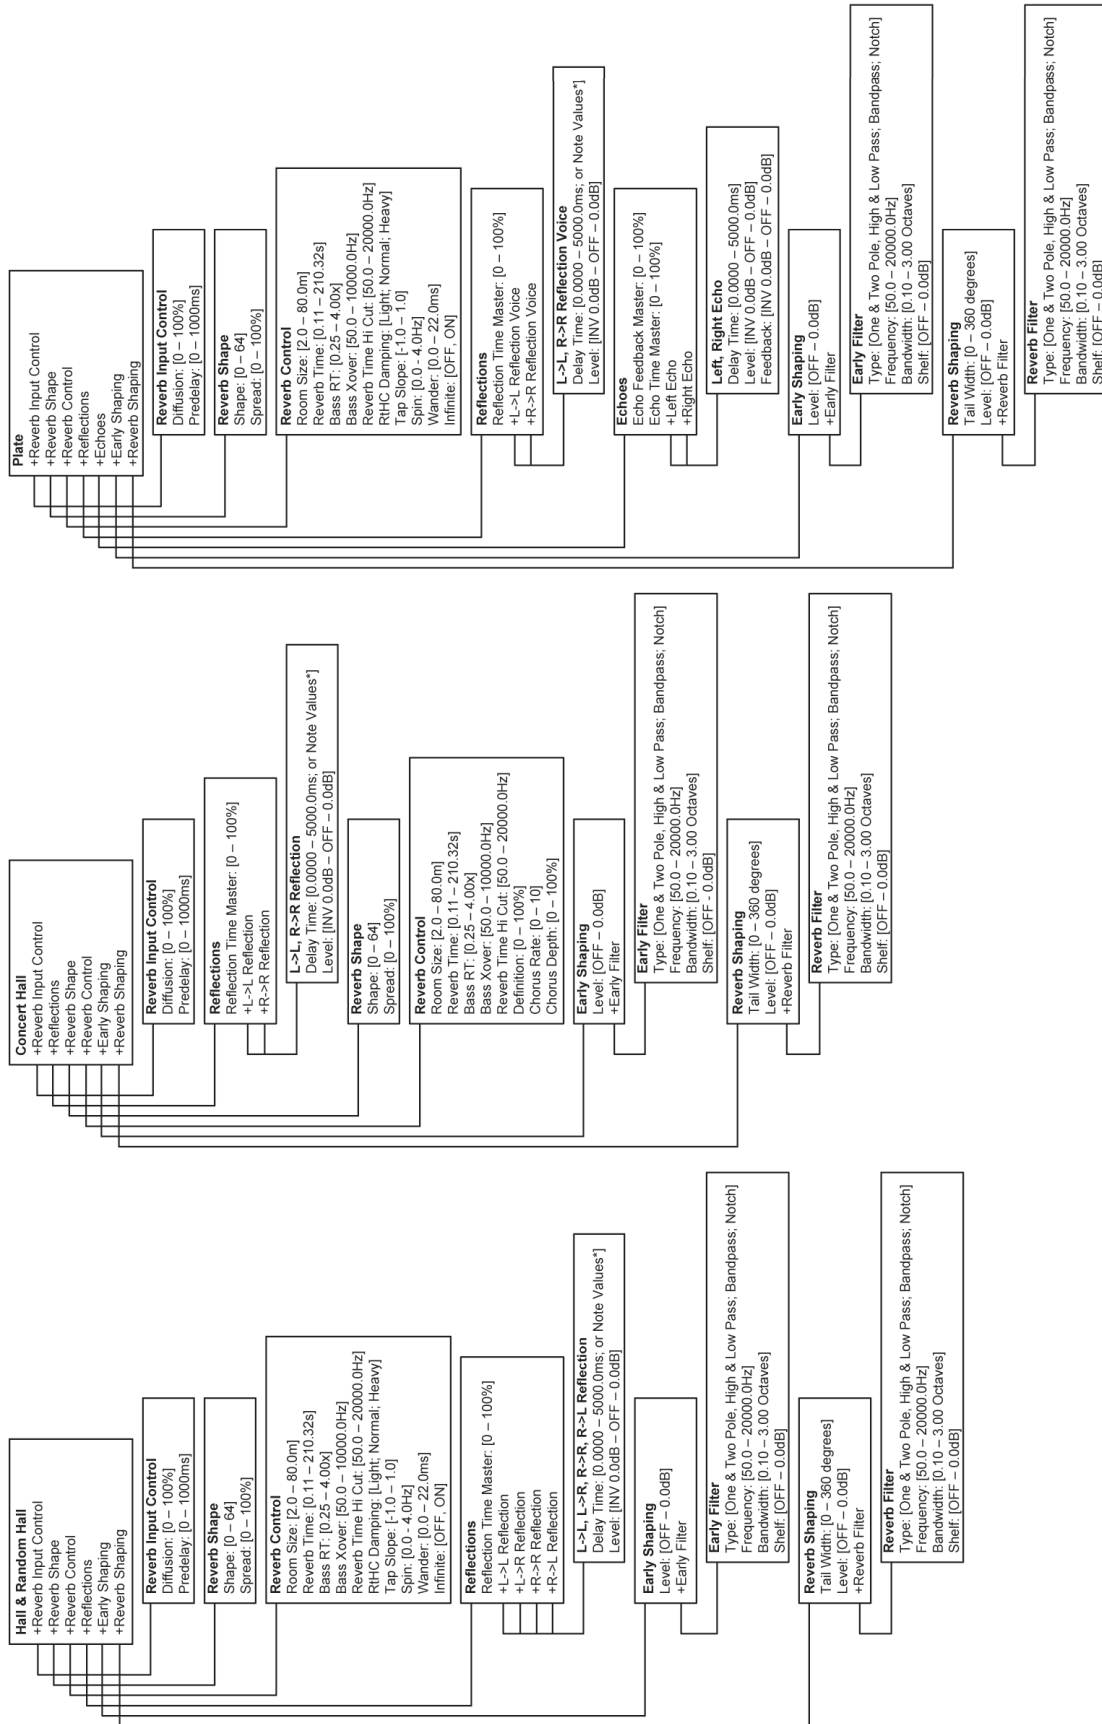 Hall & Random Hall
+Reverb Input Control
+Reverb Shape
+Reverb Control
+Reflections
+Early Shaping
+Reverb Shaping
Reverb Input Control
Diffusion: [0 – 100%]
Predelay: [0 – 1000ms]
Reverb Shape
Shape: [0 – 64]
Spread: [0 – 100%]
Reverb Control
Room Size: [2.0 – 80.0m]
Reverb Time: [0.11 – 210.32s]
Bass RT: [0.25 – 4.00x]
Bass Xover: [50.0 – 10000.0Hz]
Reverb Time Hi Cut: [50.0 – 20000.0Hz]
RtHC Damping: [Light; Normal; Heavy]
Tap Slope: [-1.0 – 1.0]
Spin: [0.0 - 4.0Hz]
Wander: [0.0 – 22.0ms]
Infinite: [OFF, ON]
Reflections
Reflection Time Master: [0 – 100%]
+L->L Reflection
+L->R Reflection
+R->R Reflection
+R->L Reflection
L->L, L->R, R->R, R->L Reflection
Delay Time: [0.0000 – 5000.0ms; or Note Values*]
Level: [INV 0.0dB – OFF – 0.0dB]
Early Shaping
Level: [OFF – 0.0dB]
+Early Filter
Early Filter
Type: [One & Two Pole, High & Low Pass; Bandpass; Notch]
Frequency: [50.0 – 20000.0Hz]
Bandwidth: [0.10 – 3.00 Octaves]
Shelf: [OFF – 0.0dB]
Reverb Shaping
Tail Width: [0 – 360 degrees]
Level: [OFF – 0.0dB]
+Reverb Filter
Reverb Filter
Type: [One & Two Pole, High & Low Pass; Bandpass; Notch]
Frequency: [50.0 – 20000.0Hz]
Bandwidth: [0.10 – 3.00 Octaves]
Shelf: [OFF – 0.0dB]
Concert Hall
+Reverb Input Control
+Reflections
+Reverb Shape
+Reverb Control
+Early Shaping
+Reverb Shaping
Reverb Input Control
Diffusion: [0 – 100%]
Predelay: [0 – 1000ms]
Reflections
Reflection Time Master: [0 – 100%]
+L->L Reflection
+R->R Reflection
L->L, R->R Reflection
Delay Time: [0.0000 – 5000.0ms; or Note Values*]
Level: [INV 0.0dB – OFF – 0.0dB]
Reverb Shape
Shape: [0 – 64]
Spread: [0 – 100%]
Reverb Control
Room Size: [2.0 – 80.0m]
Reverb Time: [0.11 – 210.32s]
Bass RT: [0.25 – 4.00x]
Bass Xover: [50.0 – 10000.0Hz]
Reverb Time Hi Cut: [50.0 – 20000.0Hz]
Definition: [0 – 100%]
Chorus Rate: [0 – 10]
Chorus Depth: [0 – 100%]
Early Shaping
Level: [OFF – 0.0dB]
+Early Filter
Early Filter
Type: [One & Two Pole, High & Low Pass; Bandpass; Notch]
Frequency: [50.0 – 20000.0Hz]
Bandwidth: [0.10 – 3.00 Octaves]
Shelf: [OFF - 0.0dB]
Reverb Shaping
Tail Width: [0 – 360 degrees]
Level: [OFF – 0.0dB]
+Reverb Filter
Reverb Filter
Type: [One & Two Pole, High & Low Pass; Bandpass; Notch]
Frequency: [50.0 – 20000.0Hz]
Bandwidth: [0.10 – 3.00 Octaves]
Shelf: [OFF – 0.0dB]
Plate
+Reverb Input Control
+Reverb Shape
+Reverb Control
+Reflections
+Echoes
+Early Shaping
+Reverb Shaping
Reverb Input Control
Diffusion: [0 – 100%]
Predelay: [0 – 1000ms]
Reverb Shape
Shape: [0 – 64]
Spread: [0 – 100%]
Reverb Control
Room Size: [2.0 – 80.0m]
Reverb Time: [0.11 – 210.32s]
Bass RT: [0.25 – 4.00x]
Bass Xover: [50.0 – 10000.0Hz]
Reverb Time Hi Cut: [50.0 – 20000.0Hz]
RtHC Damping: [Light; Normal; Heavy]
Tap Slope: [-1.0 – 1.0]
Spin: [0.0 - 4.0Hz]
Wander: [0.0 – 22.0ms]
Infinite: [OFF, ON]
Reflections
Reflection Time Master: [0 – 100%]
+L->L Reflection Voice
+R->R Reflection Voice
L->L, R->R Reflection Voice
Delay Time: [0.0000 – 5000.0ms; or Note Values*]
Level: [INV 0.0dB – OFF – 0.0dB]
Echoes
Echo Feedback Master: [0 – 100%]
Echo Time Master: [0 – 100%]
+Left Echo
+Right Echo
Left, Right Echo
Delay Time: [0.0000 – 5000.0ms]
Level: [INV 0.0dB – OFF – 0.0dB]
Feedback: [INV 0.0dB – OFF – 0.0dB]
Early Shaping
Level: [OFF – 0.0dB]
+Early Filter
Early Filter
Type: [One & Two Pole, High & Low Pass; Bandpass; Notch]
Frequency: [50.0 – 20000.0Hz]
Bandwidth: [0.10 – 3.00 Octaves]
Shelf: [OFF – 0.0dB]
Reverb Shaping
Tail Width: [0 – 360 degrees]
Level: [OFF – 0.0dB]
+Reverb Filter
Reverb Filter
Type: [One & Two Pole, High & Low Pass; Bandpass; Notch]
Frequency: [50.0 – 20000.0Hz]
Bandwidth: [0.10 – 3.00 Octaves]
Shelf: [OFF – 0.0dB]